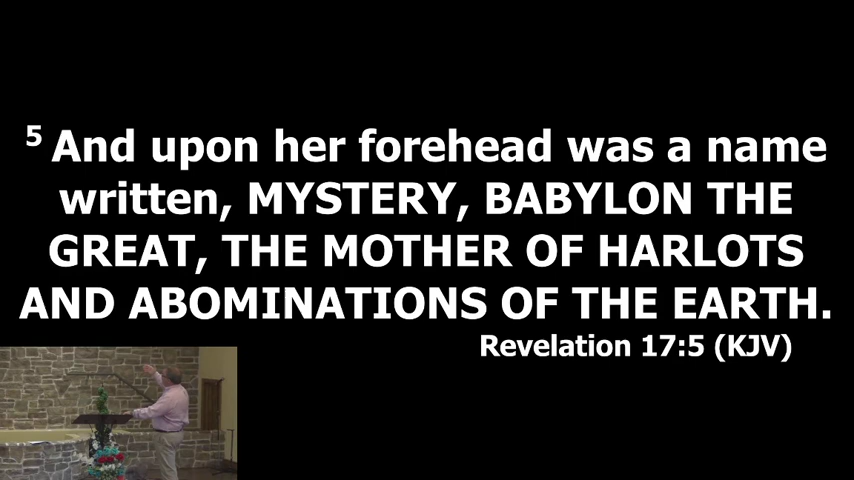 5 And upon her forehead was a name
written, MYSTERY, BABYLON THE
GREAT, THE MOTHER OF HARLOTS
AND ABOMINATIONS OF THE EARTH.
Revelation 17:5 (KJV)